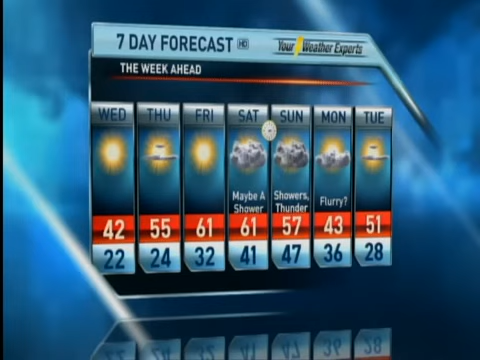 7 DAY FORECAST HD
Your Weather Experts
THE WEEK AHEAD
WED THU FRI SAT SUN MON TUE
Maybe A Showers, Flurry?
Shower Thunder
42 55 61 61 57 43 51
22 24 32 41 47 36 28